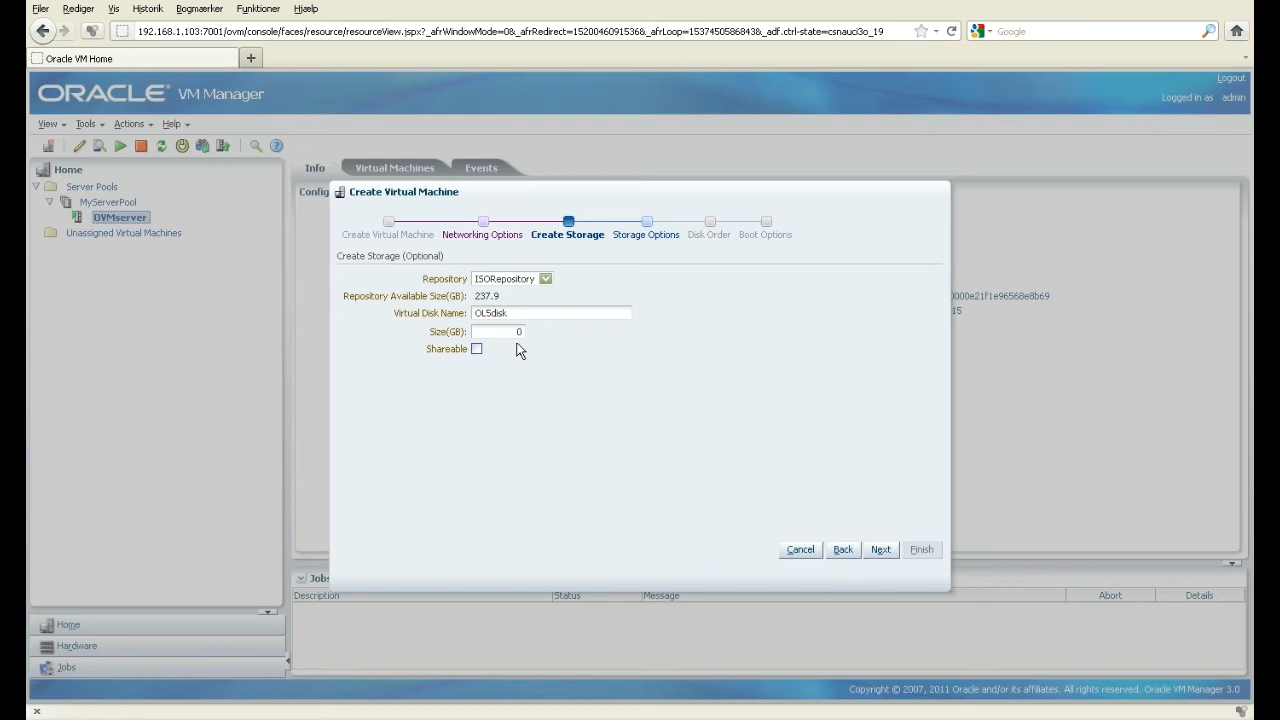 Filer Rediger Vis Historik Bogmærker Funktioner Hjælp
192.168.1.103:7001/ovm/console/faces/resource/resourceView.jspx?_afrWindowMode=0&_afrRedirect=15200460091536&_afrLoop=1537450586843&_adf.ctrl-state=csnauci3o_19
Google
Oracle VM Home
Logout
ORACLE VM Manager
Logged in as admin
View Tools Actions Help
Home
Server Pools
MyServerPool
OVMserver
Unassigned Virtual Machines
Info Virtual Machines Events
Config
Create Virtual Machine
Create Virtual Machine Networking Options Create Storage Storage Options Disk Order Boot Options
Create Storage (Optional)
Repository ISORepository
Repository Available Size(GB): 237.9
0000e21f1e96568e8b69
Virtual Disk Name: OL5disk
15
Size(GB): 0
Shareable
Cancel Back Next Finish
Jobs
Description Status Message Abort Details
Home
Hardware
Jobs
Copyright © 2007, 2011 Oracle and/or its affiliates. All rights reserved. Oracle VM Manager 3.0